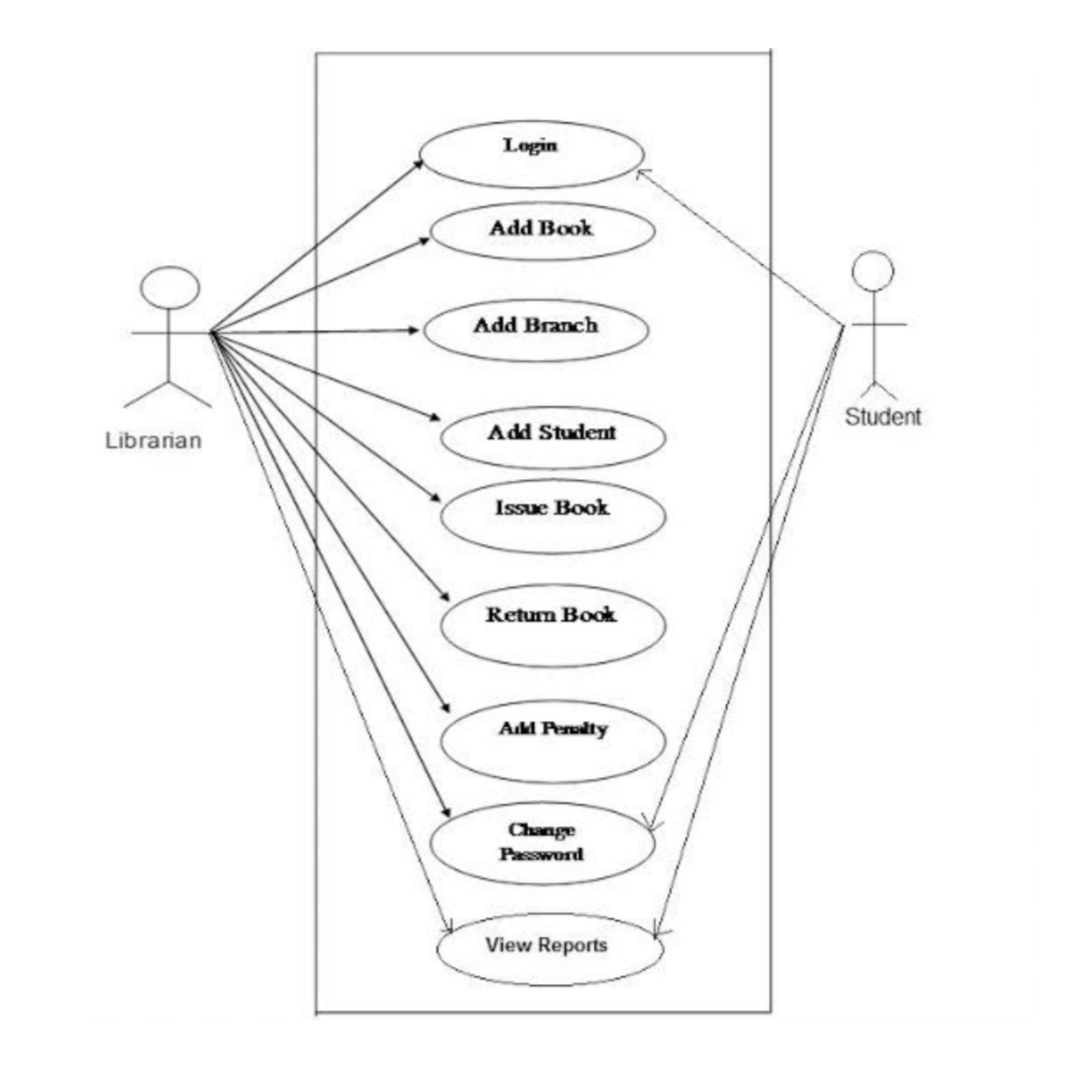 Login
Add Book
Add Branch
Librarian
Student
Add Student
Issue Book
Return Book
Add Penalty
Change
Password
View Reports